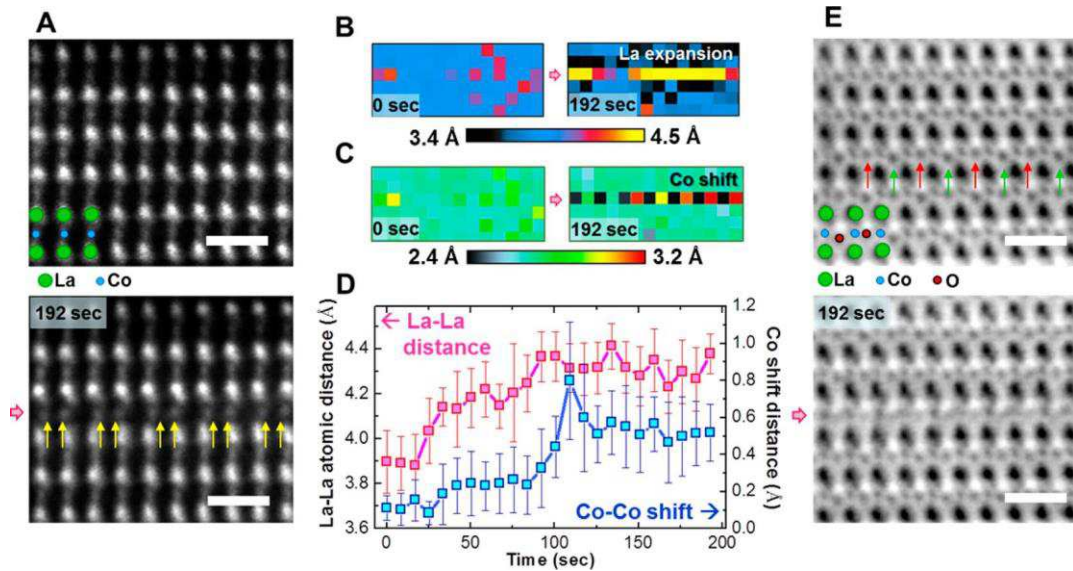 A
La
Co
192 sec
B
La expansion
0 sec
192 sec
3.4 Å
4.5 Å
C
Co shift
0 sec
192 sec
2.4 Å
3.2 Å
D
← La-La
distance
Co-Co shift →
La-La atomic distance (Å)
4.4
4.2
4.0
3.8
3.6
Co shift distance (Å)
1.2
1.0
0.8
0.6
0.4
0.2
0.0
0
50
100
150
200
Time (sec)
E
La
Co
O
192 sec